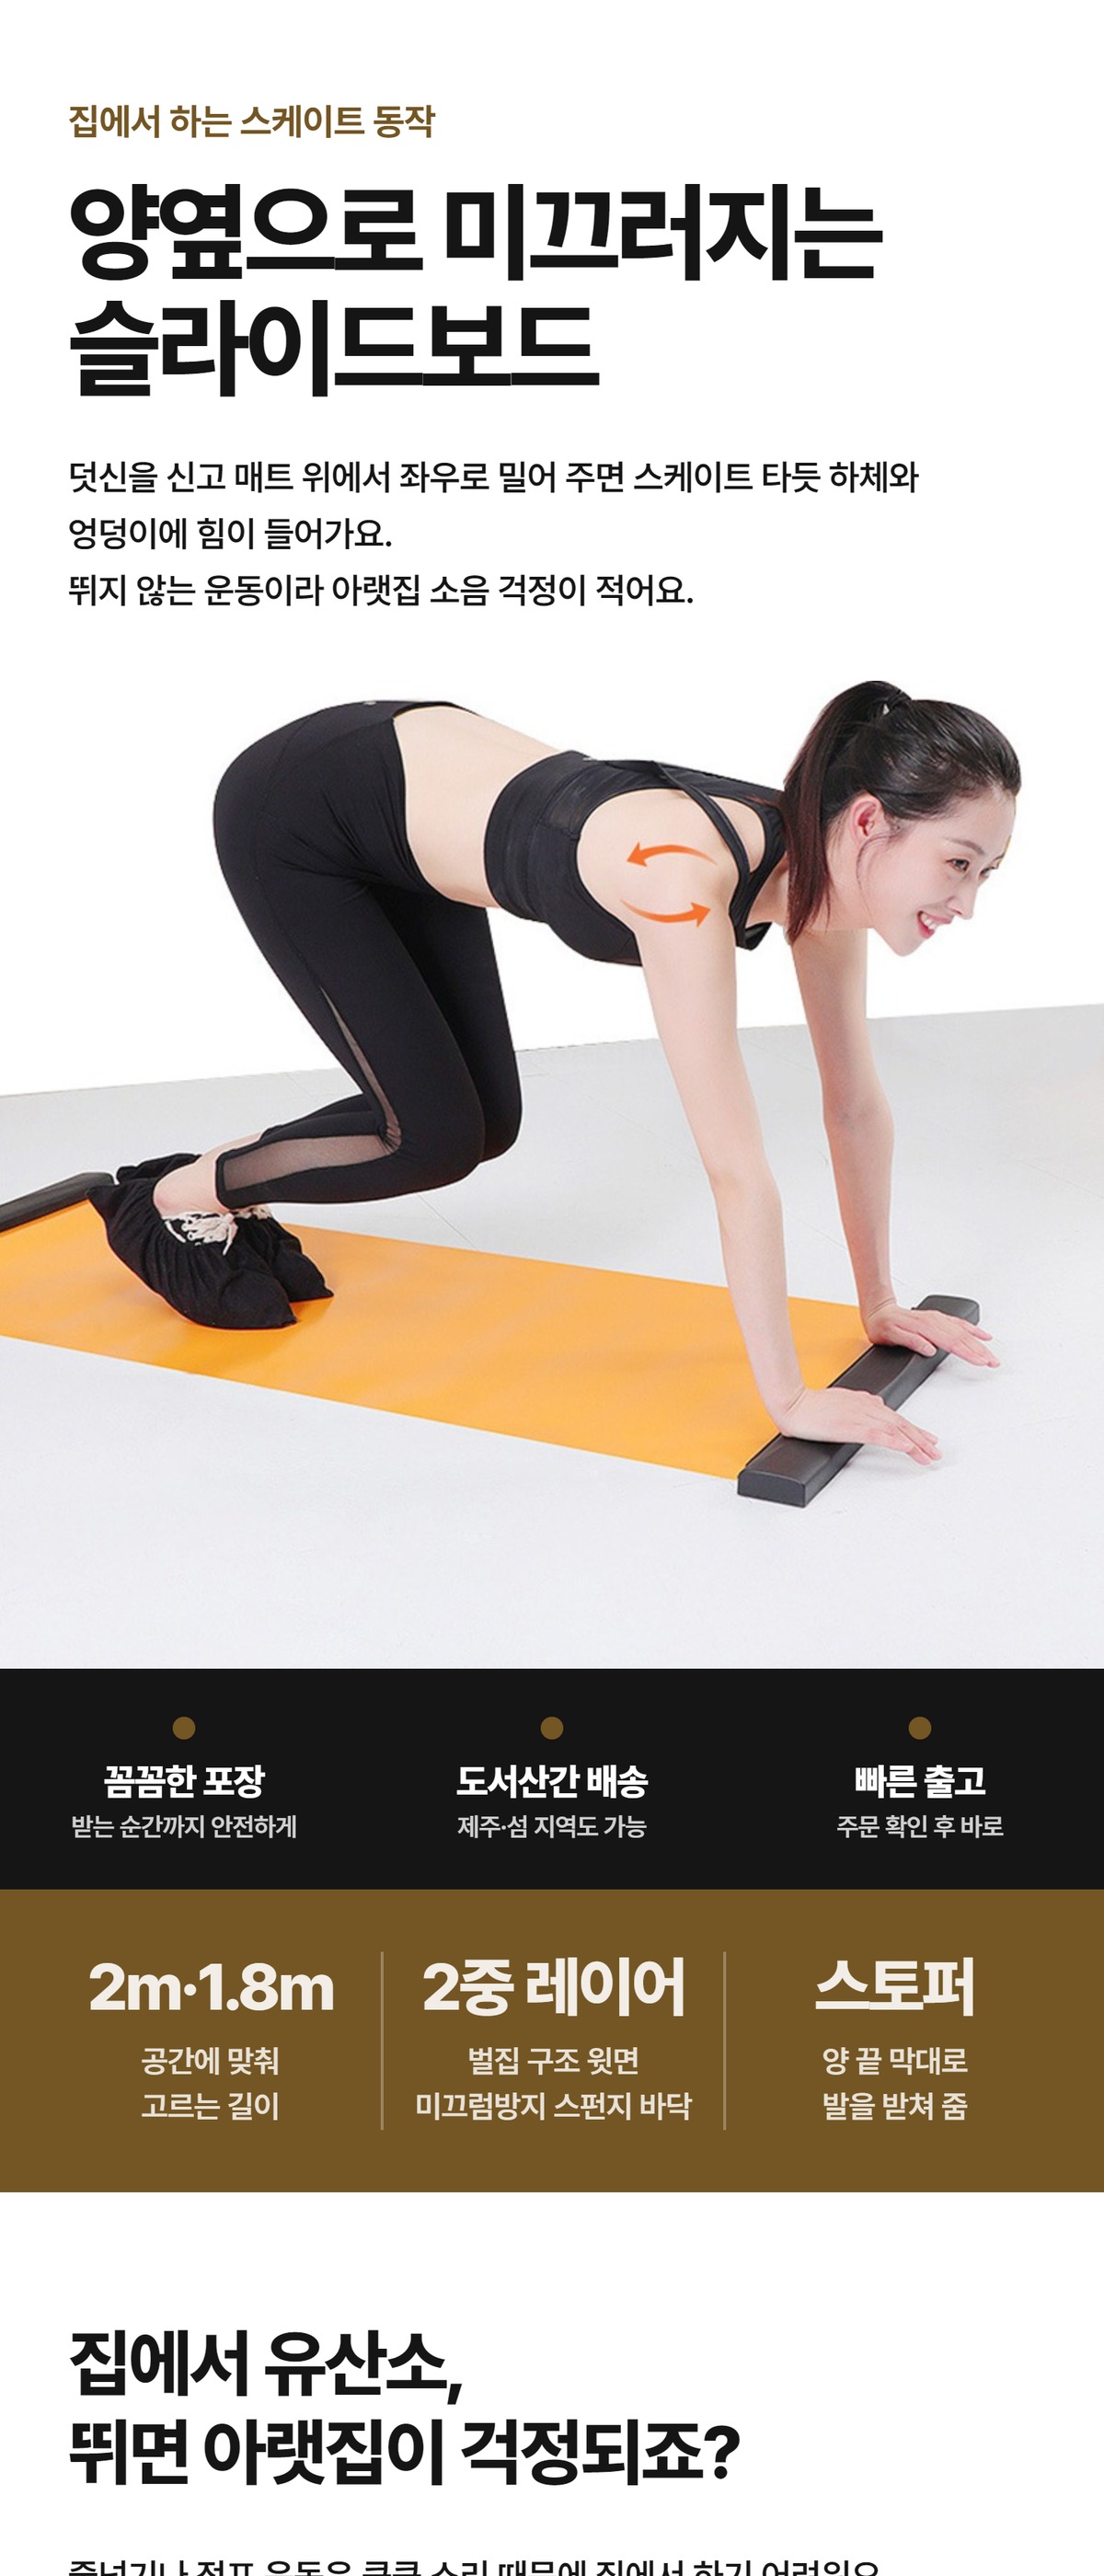 집에서 하는 스케이트 동작
양옆으로 미끄러지는
슬라이드보드
덧신을 신고 매트 위에서 좌우로 밀어 주면 스케이트 타듯 하체와
엉덩이에 힘이 들어가요.
뛰지 않는 운동이라 아랫집 소음 걱정이 적어요.
꼼꼼한 포장
받는 순간까지 안전하게
도서산간 배송
제주·섬 지역도 가능
빠른 출고
주문 확인 후 바로
2m·1.8m
공간에 맞춰
고르는 길이
2중 레이어
벌집 구조 윗면
미끄럼방지 스펀지 바닥
스토퍼
양 끝 막대로
발을 받쳐 줌
집에서 유산소,
뛰면 아랫집이 걱정되죠?